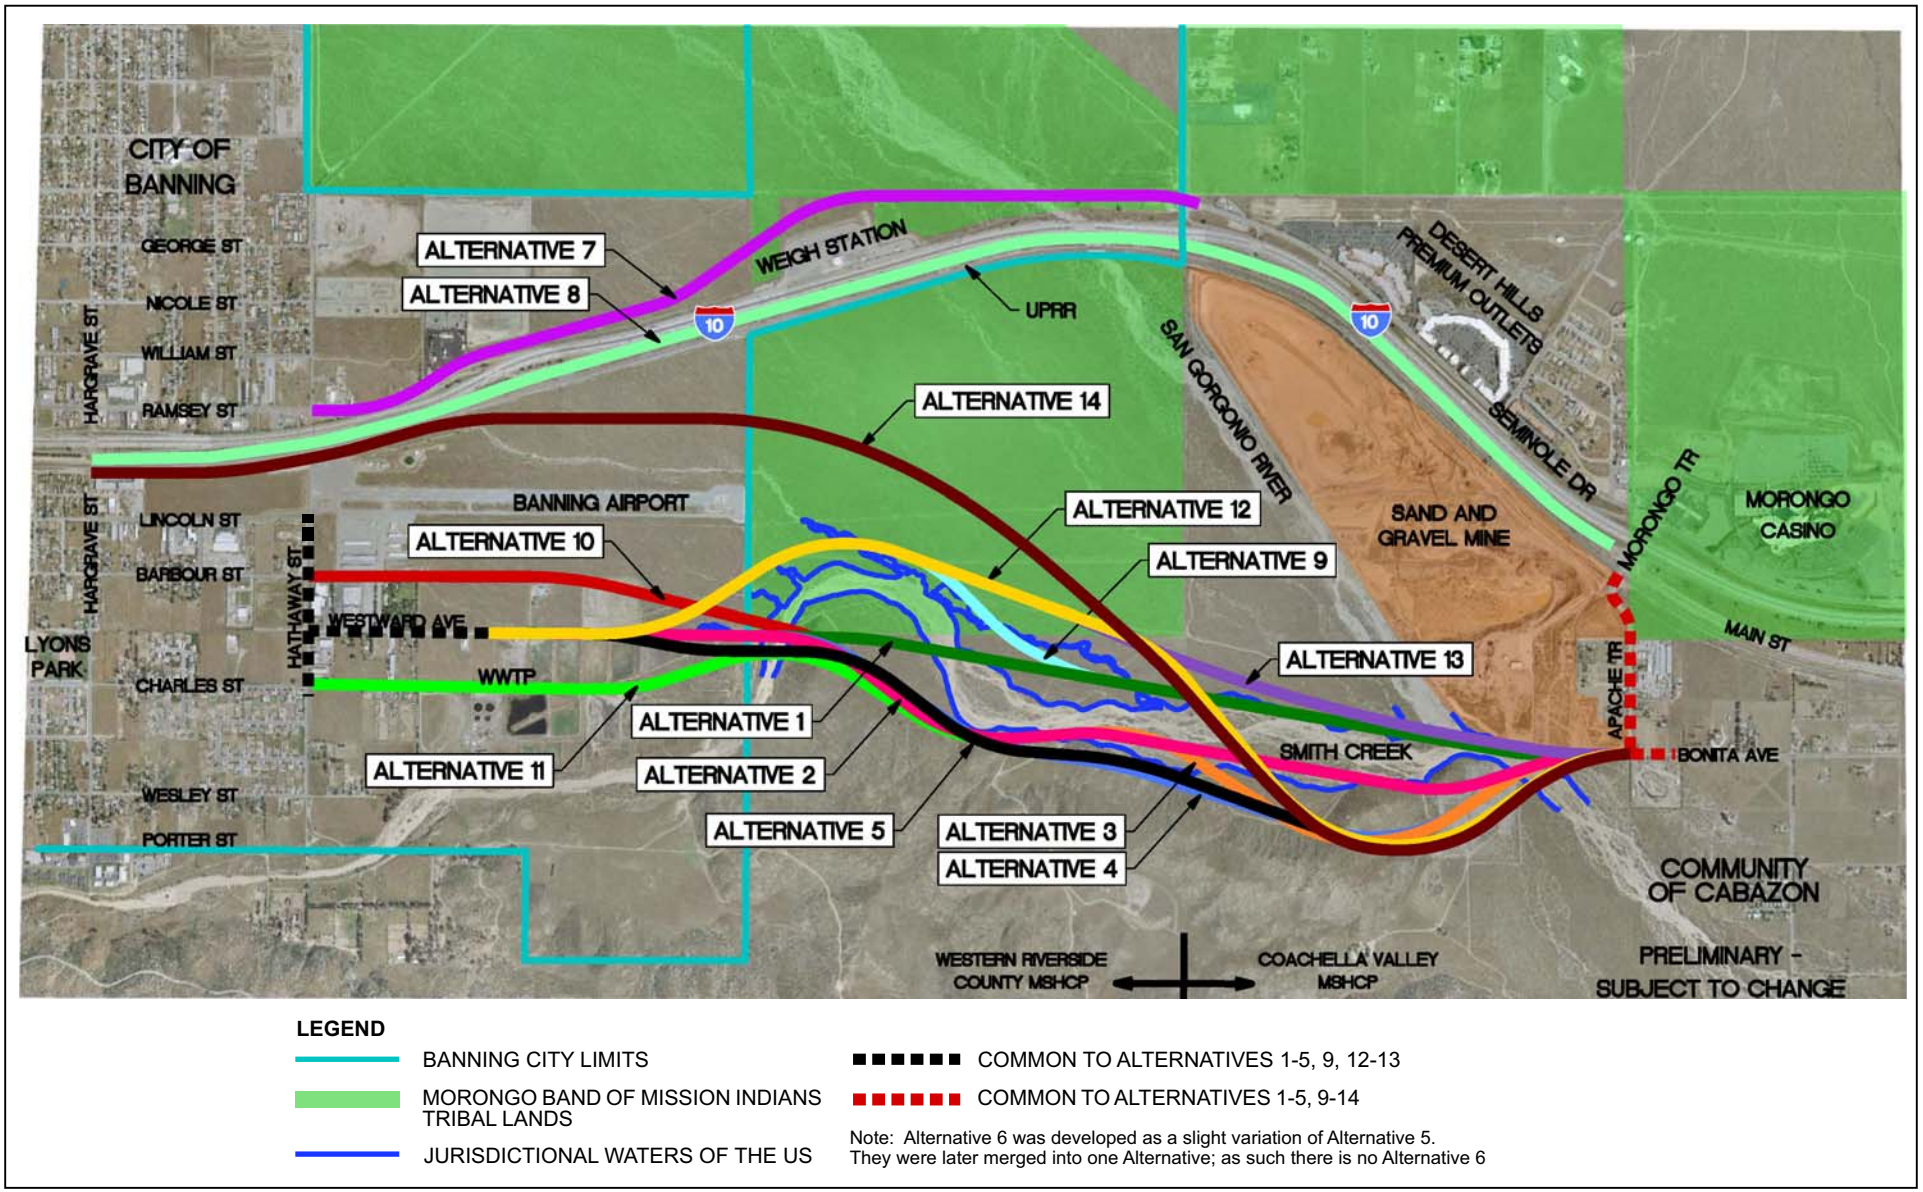 CITY OF
BANNING
GEORGE ST
NICOLE ST
WILLIAM ST
RAMSEY ST
HARGRAVE ST
HARGRAVE ST
LINCOLN ST
BARBOUR ST
HATHAWAY ST
WESTWARD AVE
LYONS
PARK
CHARLES ST
WWTP
WESLEY ST
PORTER ST
ALTERNATIVE 7
ALTERNATIVE 8
10
WEIGH STATION
UPRR
ALTERNATIVE 14
BANNING AIRPORT
ALTERNATIVE 10
ALTERNATIVE 12
ALTERNATIVE 9
ALTERNATIVE 13
ALTERNATIVE 1
ALTERNATIVE 11
ALTERNATIVE 2
ALTERNATIVE 5
ALTERNATIVE 3
ALTERNATIVE 4
SAN GORGONIO RIVER
DESERT HILLS
PREMIUM OUTLETS
10
SEMINOLE DR
SAND AND
GRAVEL MINE
MORONGO TR
MORONGO
CASINO
MAIN ST
APACHE TR
SMITH CREEK
BONITA AVE
COMMUNITY
OF CABAZON
WESTERN RIVERSIDE
COUNTY MSHCP
COACHELLA VALLEY
MSHCP
PRELIMINARY -
SUBJECT TO CHANGE
LEGEND
BANNING CITY LIMITS
MORONGO BAND OF MISSION INDIANS
TRIBAL LANDS
JURISDICTIONAL WATERS OF THE US
COMMON TO ALTERNATIVES 1-5, 9, 12-13
COMMON TO ALTERNATIVES 1-5, 9-14
Note: Alternative 6 was developed as a slight variation of Alternative 5.
They were later merged into one Alternative; as such there is no Alternative 6